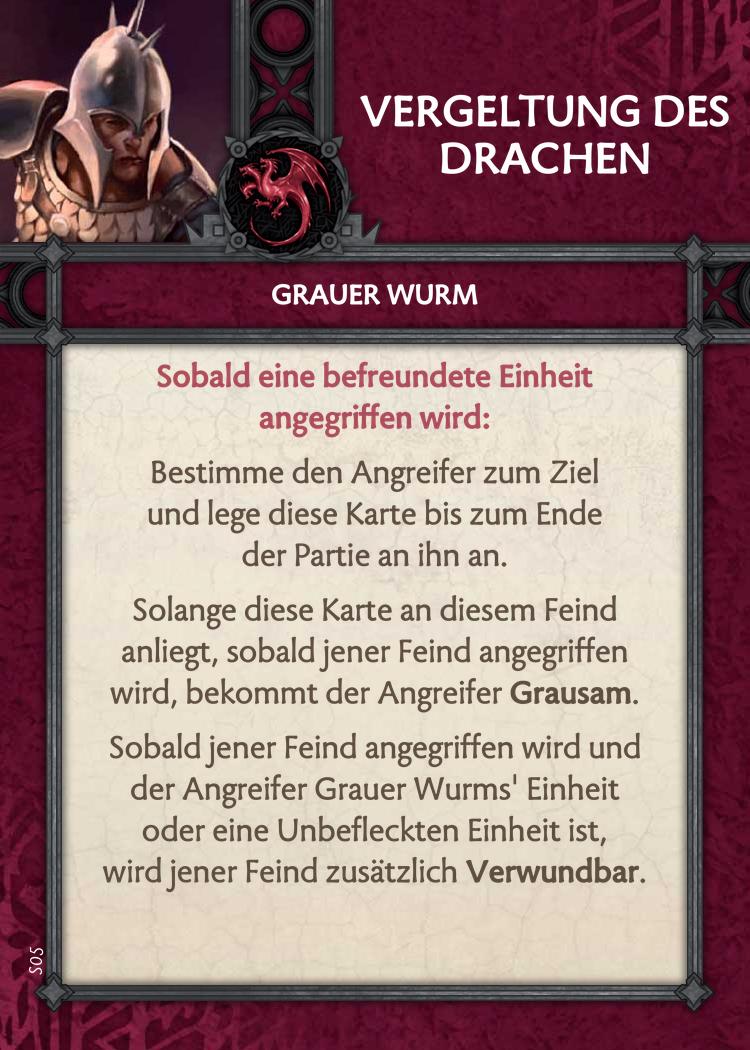 VERGELTUNG DES
DRACHEN
GRAUER WURM
Sobald eine befreundete Einheit
angegriffen wird:
Bestimme den Angreifer zum Ziel
und lege diese Karte bis zum Ende
der Partie an ihn an.
Solange diese Karte an diesem Feind
anliegt, sobald jener Feind angegriffen
wird, bekommt der Angreifer Grausam.
Sobald jener Feind angegriffen wird und
der Angreifer Grauer Wurms' Einheit
oder eine Unbefleckten Einheit ist,
wird jener Feind zusätzlich Verwundbar.
S05